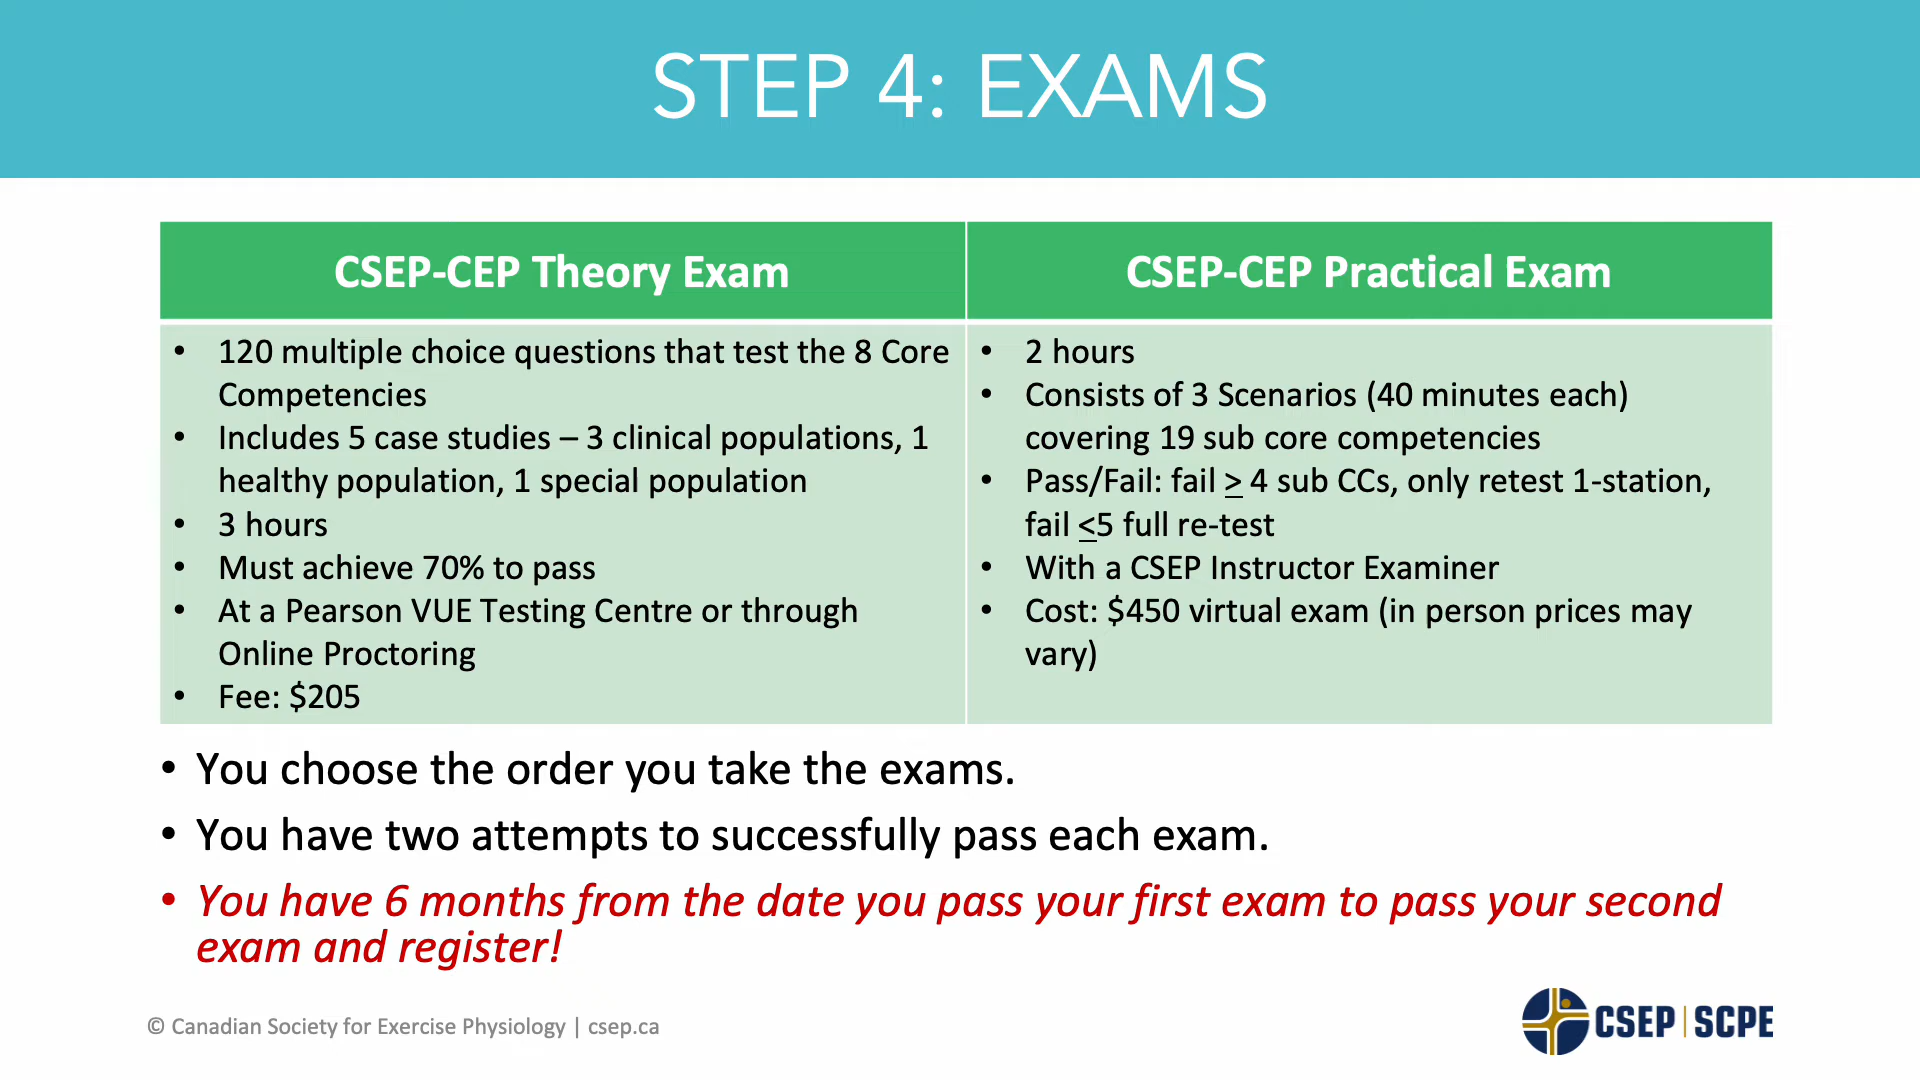 STEP 4: EXAMS
CSEP-CEP Theory Exam
• 120 multiple choice questions that test the 8 Core
Competencies
• Includes 5 case studies – 3 clinical populations, 1
healthy population, 1 special population
• 3 hours
• Must achieve 70% to pass
• At a Pearson VUE Testing Centre or through
Online Proctoring
• Fee: $205
CSEP-CEP Practical Exam
• 2 hours
• Consists of 3 Scenarios (40 minutes each)
covering 19 sub core competencies
• Pass/Fail: fail ≥ 4 sub CCs, only retest 1-station,
fail ≤5 full re-test
• With a CSEP Instructor Examiner
• Cost: $450 virtual exam (in person prices may
vary)
• You choose the order you take the exams.
• You have two attempts to successfully pass each exam.
• You have 6 months from the date you pass your first exam to pass your second
exam and register!
© Canadian Society for Exercise Physiology | csep.ca
CSEP | SCPE